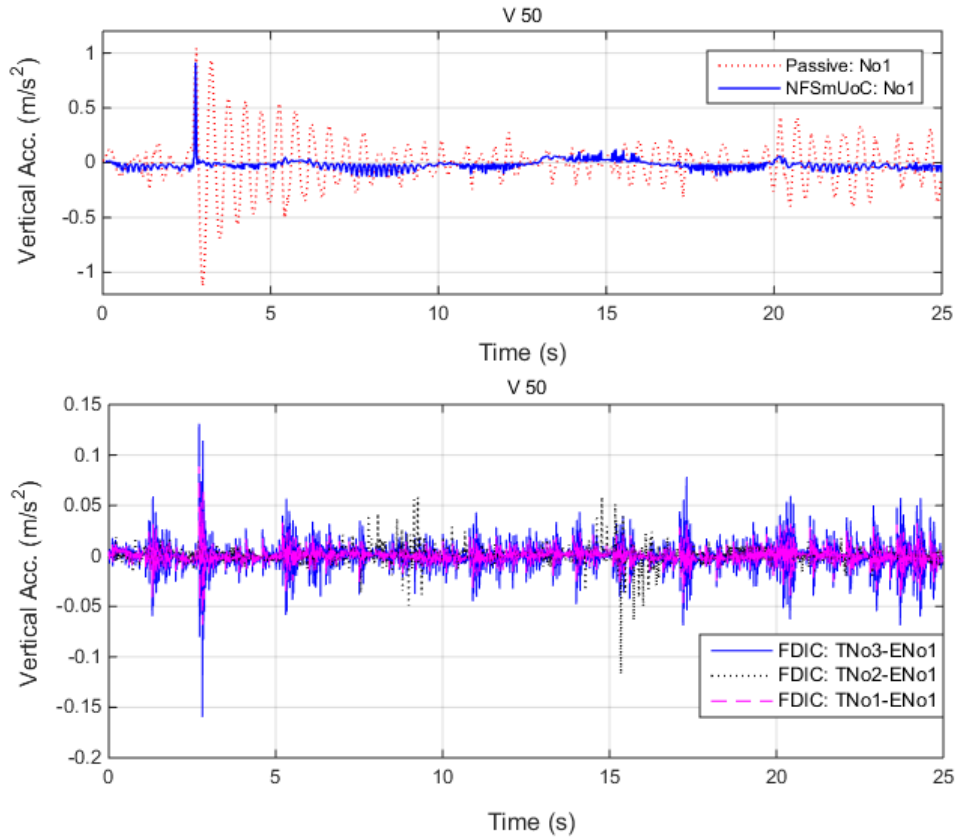 V 50
Vertical Acc. (m/s²)
1
0.5
0
-0.5
-1
Passive: No1
NFSmUoC: No1
0 5 10 15 20 25
Time (s)
V 50
Vertical Acc. (m/s²)
0.15
0.1
0.05
0
-0.05
-0.1
-0.15
-0.2
FDIC: TNo3-ENo1
FDIC: TNo2-ENo1
FDIC: TNo1-ENo1
0 5 10 15 20 25
Time (s)